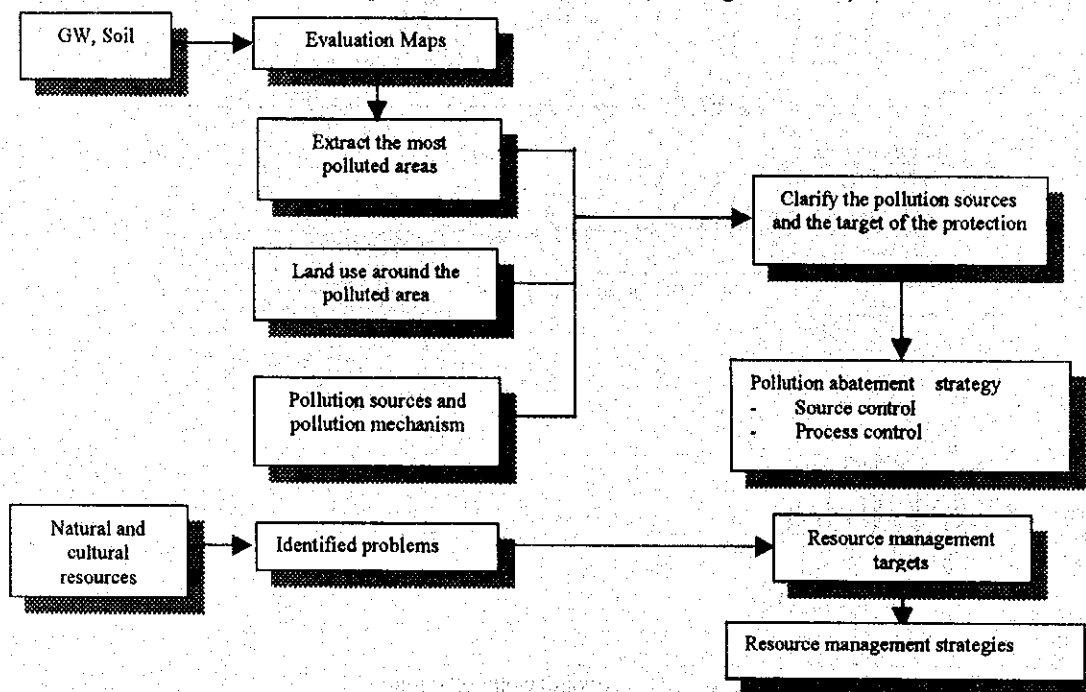 GW, Soil
Evaluation Maps
Extract the most
polluted areas
Clarify the pollution sources
and the target of the protection
Land use around the
polluted area
Pollution sources and
pollution mechanism
Pollution abatement strategy
- Source control
- Process control
Natural and
cultural
resources
Identified problems
Resource management
targets
Resource management strategies